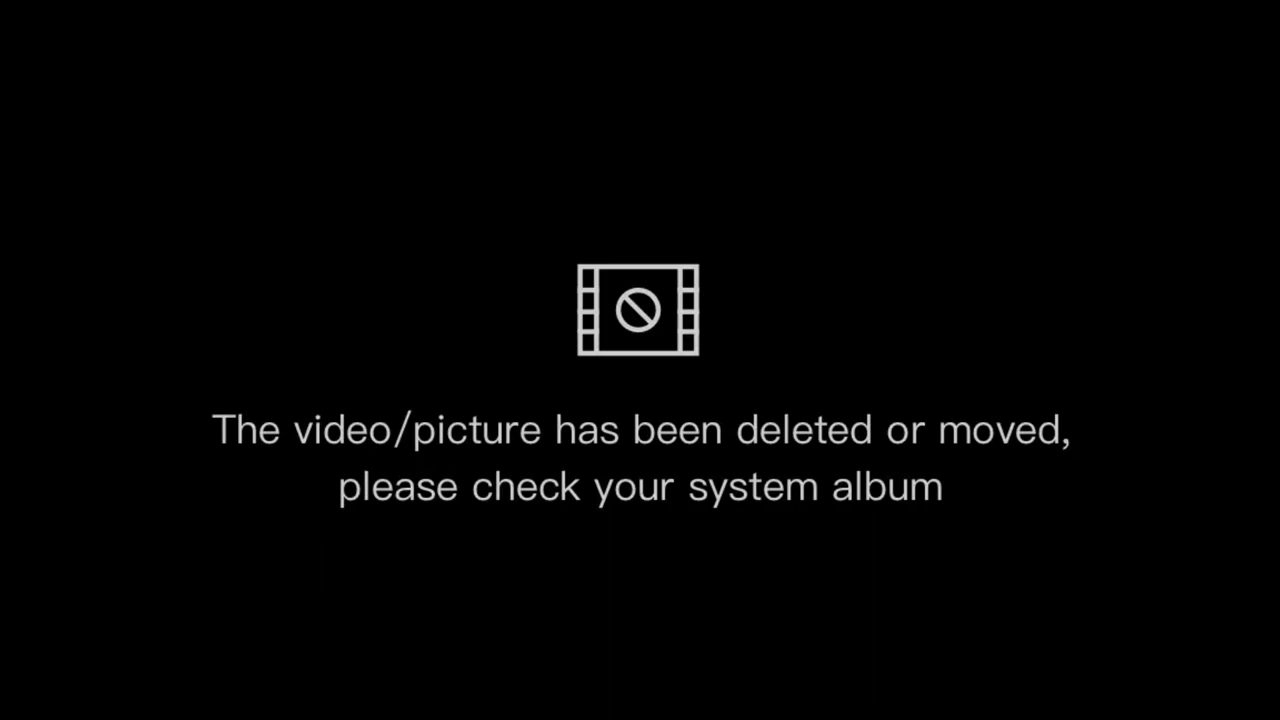 The video/picture has been deleted or moved,
please check your system album